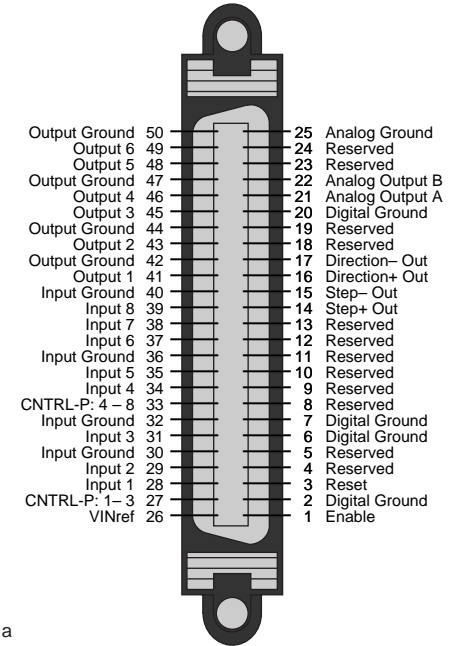 Output Ground 50 25 Analog Ground
Output 6 49 24 Reserved
Output 5 48 23 Reserved
Output Ground 47 22 Analog Output B
Output 4 46 21 Analog Output A
Output 3 45 20 Digital Ground
Output Ground 44 19 Reserved
Output 2 43 18 Reserved
Output Ground 42 17 Direction– Out
Output 1 41 16 Direction+ Out
Input Ground 40 15 Step– Out
Input 8 39 14 Step+ Out
Input 7 38 13 Reserved
Input 6 37 12 Reserved
Input Ground 36 11 Reserved
Input 5 35 10 Reserved
Input 4 34 9 Reserved
CNTRL-P: 4 – 8 33 8 Reserved
Input Ground 32 7 Digital Ground
Input 3 31 6 Digital Ground
Input Ground 30 5 Reserved
Input 2 29 4 Reserved
Input 1 28 3 Reset
CNTRL-P: 1– 3 27 2 Digital Ground
VINref 26 1 Enable
a